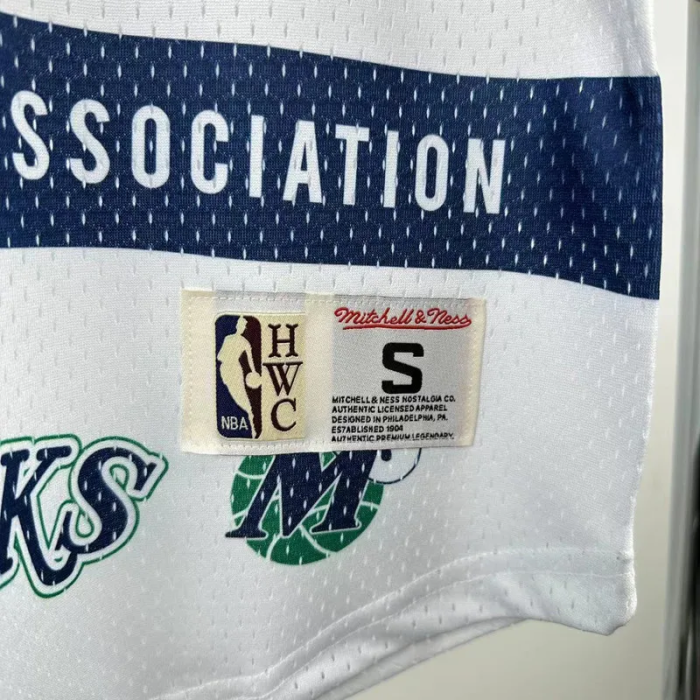 SSOCIATION
NBA
HWC
Mitchell & Ness
S
MITCHELL & NESS NOSTALGIA CO.
AUTHENTIC LICENSED APPAREL
DESIGNED IN PHILADELPHIA, PA.
ESTABLISHED 1904
AUTHENTIC PREMIUM LEGENDARY.
KS
M